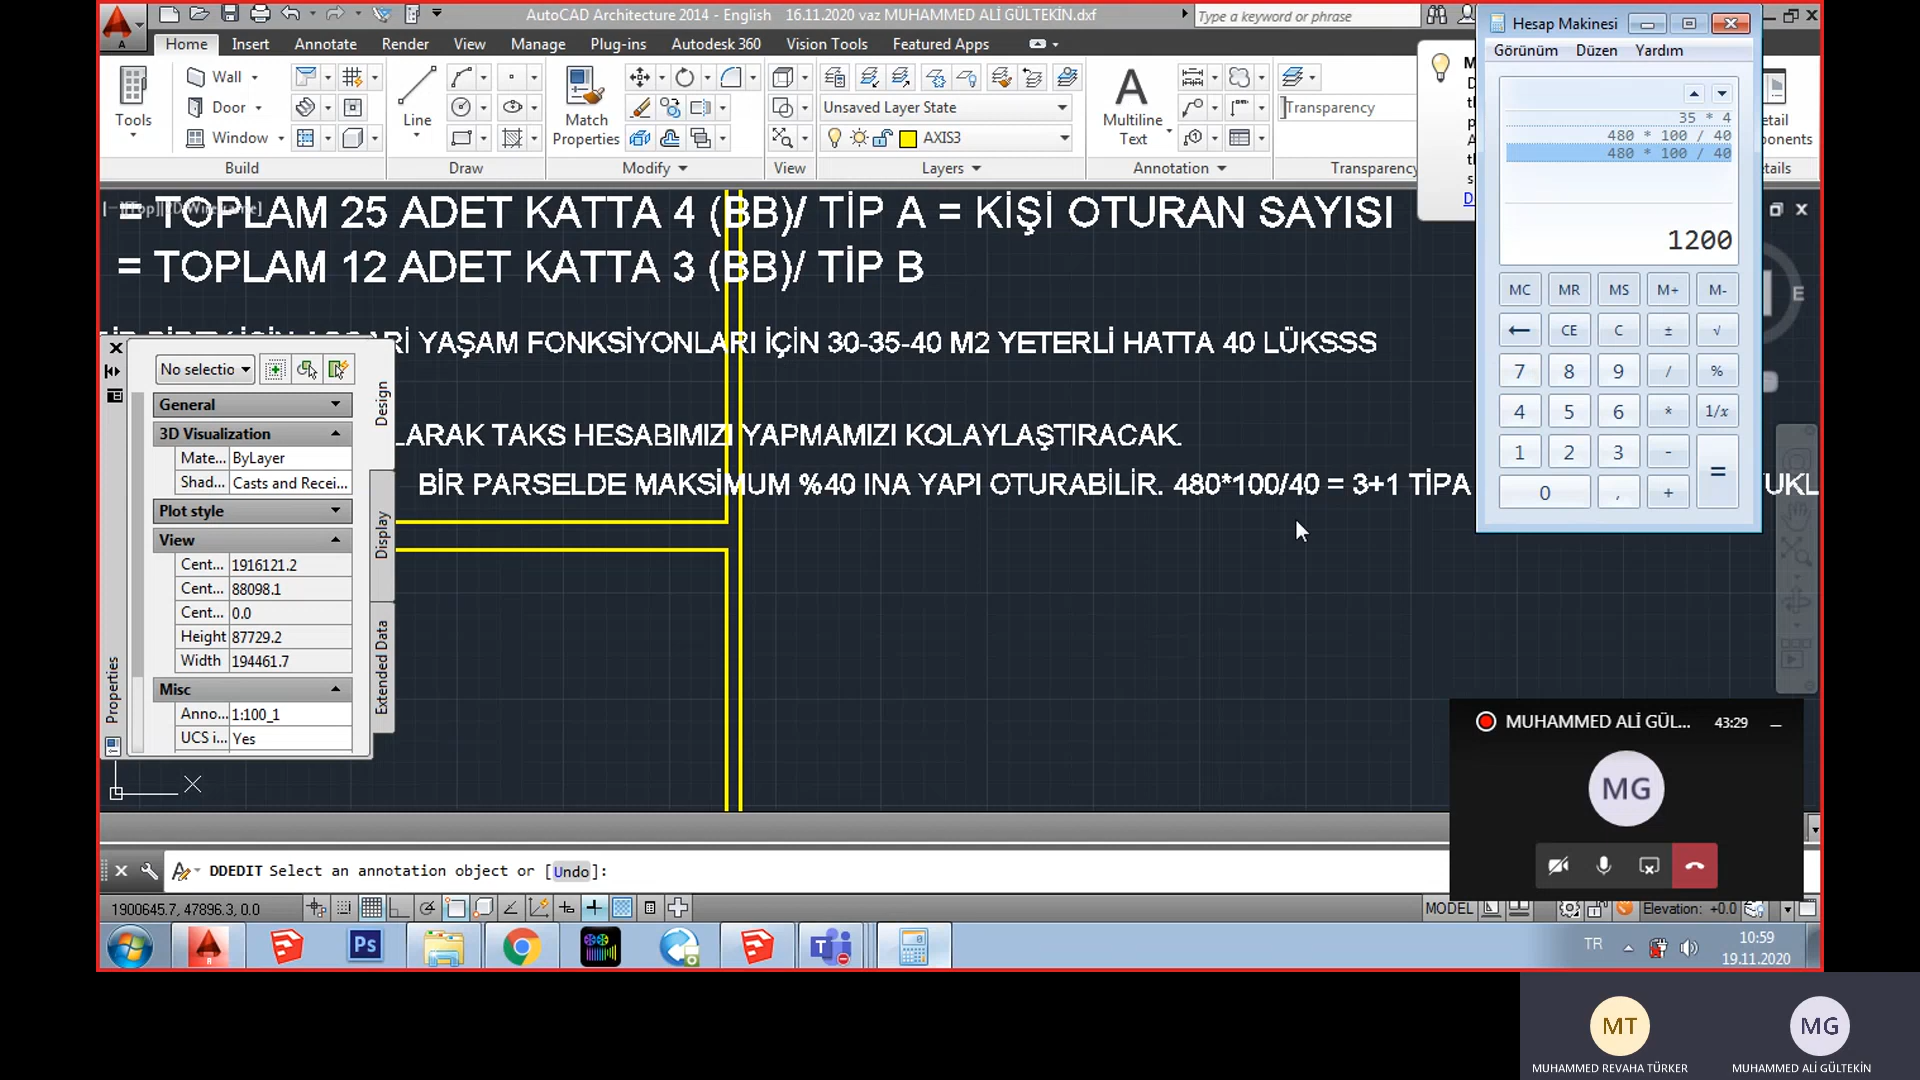 AutoCAD Architecture 2014 - English 16.11.2020 vaz MUHAMMED ALİ GÜLTEKİN.dxf
Type a keyword or phrase
Home Insert Annotate Render View Manage Plug-ins Autodesk 360 Vision Tools Featured Apps
Tools
Wall
Door
Window
Line
Match
Properties
Unsaved Layer State
AXIS3
Multiline
Text
Transparency
Build Draw Modify View Layers Annotation Transparency
= TOPLAM 25 ADET KATTA 4 (BB)/ TİP A = KİŞİ OTURAN SAYISI
= TOPLAM 12 ADET KATTA 3 (BB)/ TİP B
YAŞAM FONKSİYONLARI İÇİN 30-35-40 M2 YETERLİ HATTA 40 LÜKSSS
LARAK TAKS HESABIMIZI YAPMAMIZI KOLAYLAŞTIRACAK.
BİR PARSELDE MAKSİMUM %40 INA YAPI OTURABİLİR. 480*100/40 = 3+1 TİPA
UKL
E
No selectio
General
3D Visualization
Mate... ByLayer
Shad... Casts and Recei...
Plot style
View
Cent... 1916121.2
Cent... 88098.1
Cent... 0.0
Height 87729.2
Width 194461.7
Misc
Anno... 1:100_1
UCS i... Yes
Design
Display
Extended Data
Properties
X
Hesap Makinesi
Görünüm Düzen Yardım
35 * 4
480 * 100 / 40
480 * 100 / 40
1200
MC MR MS M+ M-
← CE C ± √
7 8 9 / %
4 5 6 * 1/x
1 2 3 - =
0 , +
MUHAMMED ALİ GÜL... 43:29
MG
DDEDIT Select an annotation object or [Undo]:
1900645.7, 47896.3, 0.0
MODEL
Elevation: +0.0
Ps
TR
10:59
19.11.2020
MT
MG
MUHAMMED REVAHA TÜRKER
MUHAMMED ALİ GÜLTEKİN